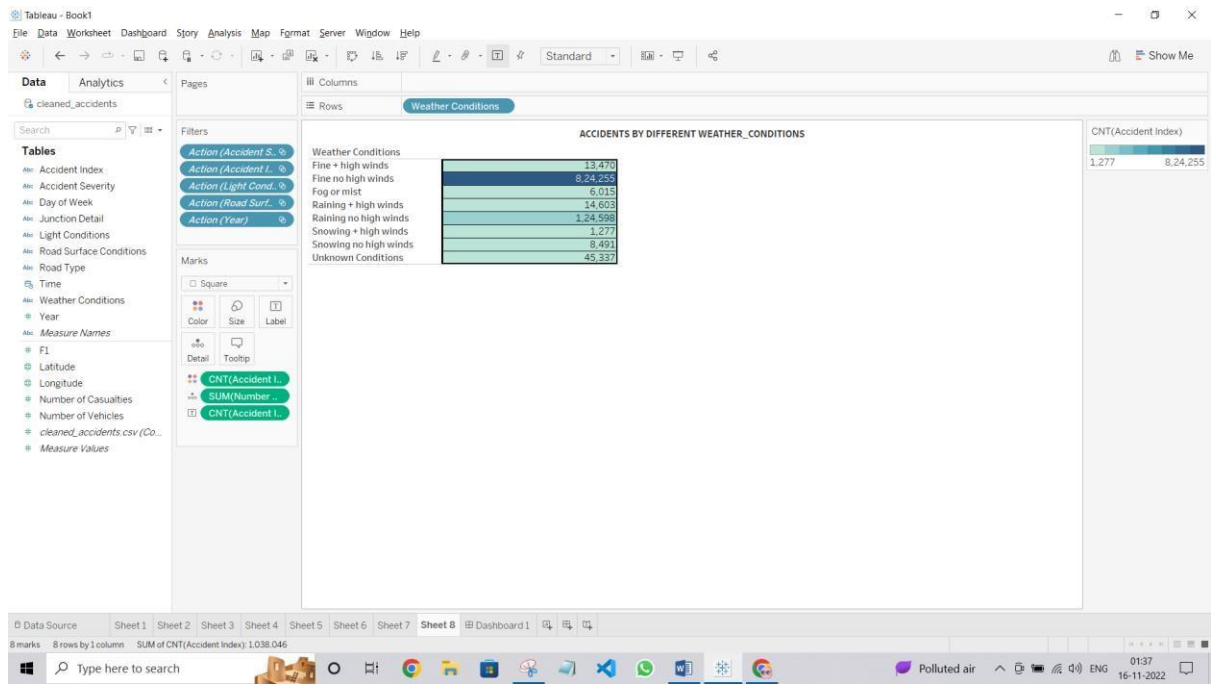 Tableau - Book1
File Data Worksheet Dashboard Story Analysis Map Format Server Window Help
Standard
Show Me
Data Analytics
Pages
Columns
cleaned_accidents
Rows Weather Conditions
Search
Filters
Tables
Action (Accident S..
Action (Accident I..
Action (Light Cond..
Action (Road Surf..
Action (Year)
Abc Accident Index
Abc Accident Severity
Abc Day of Week
Abc Junction Detail
Abc Light Conditions
Abc Road Surface Conditions
Abc Road Type
Time
Abc Weather Conditions
# Year
Abc Measure Names
# F1
Latitude
Longitude
# Number of Casualties
# Number of Vehicles
# cleaned_accidents.csv (Co...
# Measure Values
Marks
Square
Color Size Label
Detail Tooltip
CNT(Accident I..
SUM(Number ..
CNT(Accident I..
ACCIDENTS BY DIFFERENT WEATHER_CONDITIONS
Weather Conditions
Fine + high winds 13,470
Fine no high winds 8,24,255
Fog or mist 6,015
Raining + high winds 14,603
Raining no high winds 1,24,598
Snowing + high winds 1,277
Snowing no high winds 8,491
Unknown Conditions 45,337
CNT(Accident Index)
1,277 8,24,255
Data Source Sheet 1 Sheet 2 Sheet 3 Sheet 4 Sheet 5 Sheet 6 Sheet 7 Sheet 8 Dashboard 1
8 marks 8 rows by 1 column SUM of CNT(Accident Index): 1,038,046
Type here to search
Polluted air ENG 01:37
16-11-2022